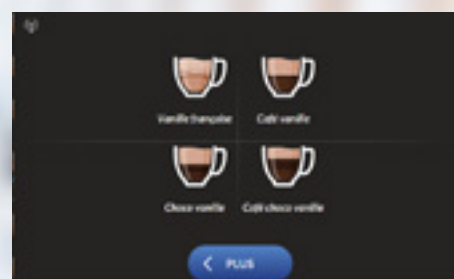 Vanille française
Café vanille
Choco vanille
Café choco vanille
PLUS